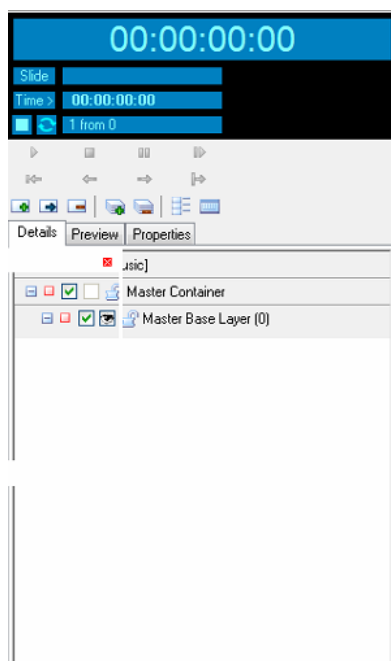 00:00:00:00
Slide
Time > 00:00:00:00
1 from 0
Details Preview Properties
usic]
Master Container
Master Base Layer (0)